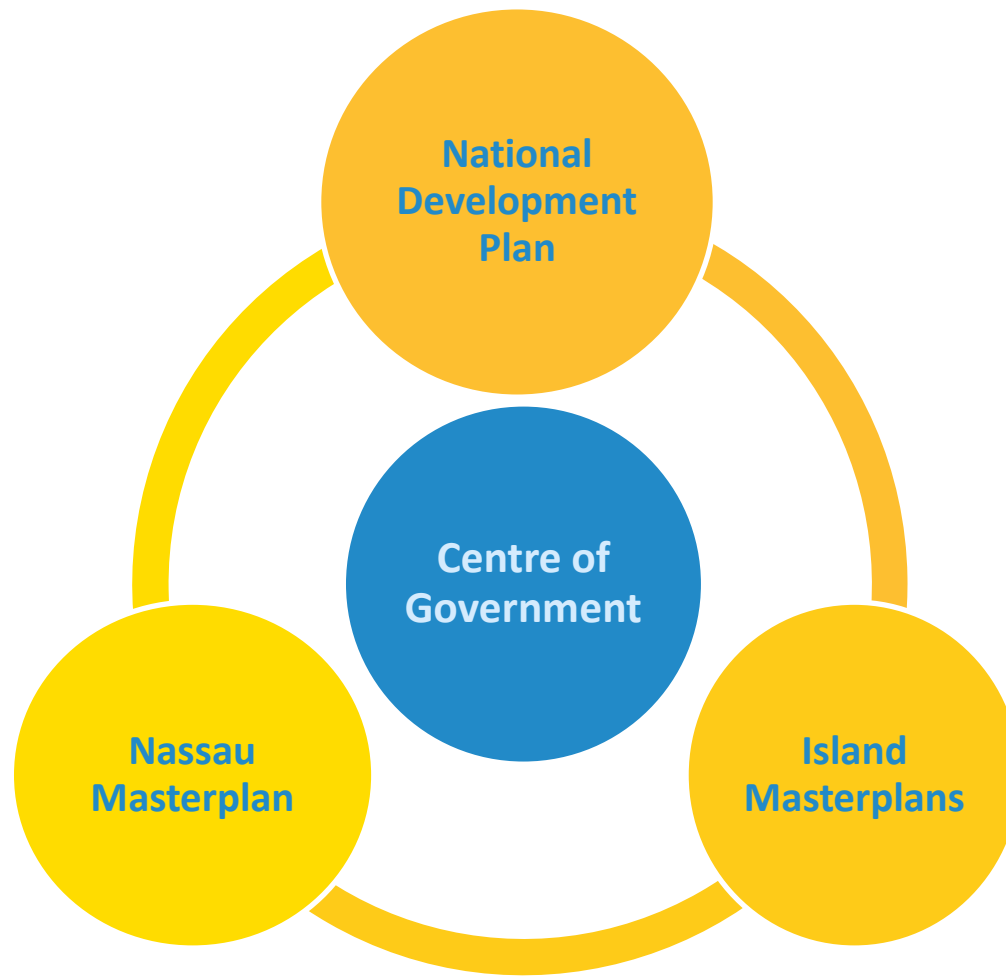 National
Development
Plan
Centre of
Government
Nassau
Masterplan
Island
Masterplans